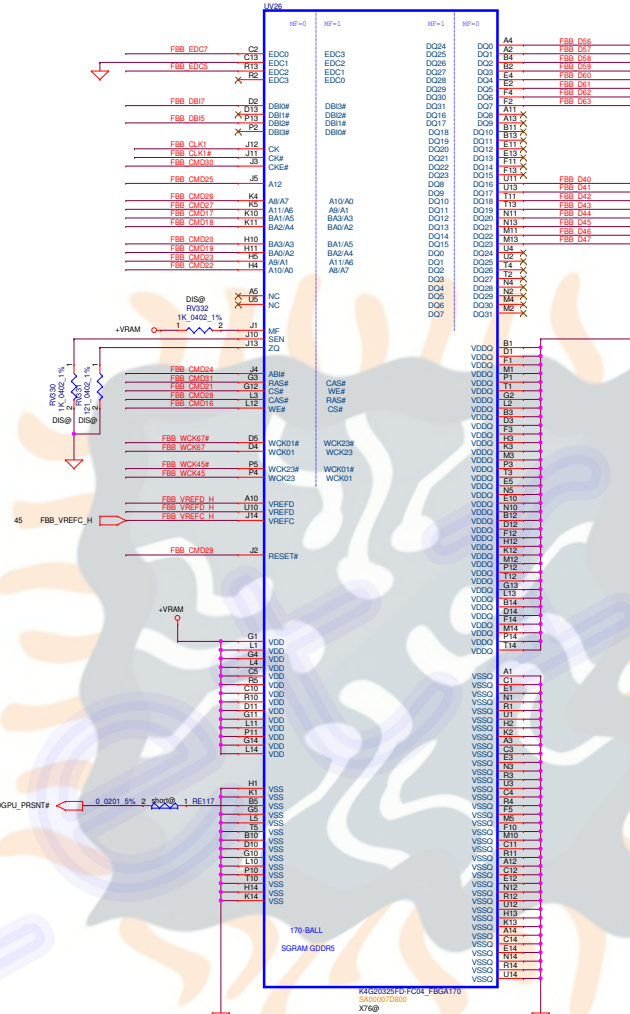 UV26
MF=0 MF=1 MF=1 MF=0
FBB_EDC7 C2 EDC0 EDC3
C13 EDC1 EDC2
FBB_EDC5 R13 EDC2 EDC1
R2 EDC3 EDC0
FBB_DBI7 D2 DBI0# DBI3#
D13 DBI1# DBI2#
FBB_DBI5 P13 DBI2# DBI1#
P2 DBI3# DBI0#
FBB_CLK1 J12 CK
FBB_CLK1# J11 CK#
FBB_CMD30 J3 CKE#
FBB_CMD25 J5 A12
FBB_CMD26 K4 A8/A7 A10/A0
FBB_CMD27 K5 A11/A6 A9/A1
FBB_CMD17 K10 BA1/A5 BA3/A3
FBB_CMD18 K11 BA2/A4 BA0/A2
FBB_CMD20 H10 BA3/A3 BA1/A5
FBB_CMD19 H11 BA0/A2 BA2/A4
FBB_CMD23 H5 A9/A1 A11/A6
FBB_CMD22 H4 A10/A0 A8/A7
A5 NC
U5 NC
DIS@
RV332
1K_0402_1%
+VRAM 1 2 J1 MF
J10 SEN
J13 ZQ
RV330
1K_0402_1%
DIS@
RV331
121_0402_1%
DIS@
FBB_CMD24 J4 ABI#
FBB_CMD31 G3 RAS# CAS#
FBB_CMD21 G12 CS# WE#
FBB_CMD28 L3 CAS# RAS#
FBB_CMD16 L12 WE# CS#
FBB_WCK67# D5 WCK01# WCK23#
FBB_WCK67 D4 WCK01 WCK23
FBB_WCK45# P5 WCK23# WCK01#
FBB_WCK45 P4 WCK23 WCK01
FBB_VREFD_H A10 VREFD
FBB_VREFD_H U10 VREFD
45 FBB_VREFC_H FBB_VREFC_H J14 VREFC
FBB_CMD29 J2 RESET#
+VRAM
G1 VDD
L1 VDD
G4 VDD
L4 VDD
C5 VDD
R5 VDD
C10 VDD
R10 VDD
D11 VDD
G11 VDD
L11 VDD
P11 VDD
G14 VDD
L14 VDD
H1 VSS
K1 VSS
GPU_PRSNT# 0_0201_5% 2 short@ 1 RE117 B5 VSS
G5 VSS
L5 VSS
T5 VSS
B10 VSS
D10 VSS
G10 VSS
L10 VSS
P10 VSS
T10 VSS
H14 VSS
K14 VSS
DQ24 DQ0 A4 FBB_D56
DQ25 DQ1 A2 FBB_D57
DQ26 DQ2 B4 FBB_D58
DQ27 DQ3 B2 FBB_D59
DQ28 DQ4 E4 FBB_D60
DQ29 DQ5 E2 FBB_D61
DQ30 DQ6 F4 FBB_D62
DQ31 DQ7 F2 FBB_D63
DQ16 DQ8 A11
DQ17 DQ9 A13
DQ18 DQ10 B11
DQ19 DQ11 B13
DQ20 DQ12 E11
DQ21 DQ13 E13
DQ22 DQ14 F11
DQ23 DQ15 F13
DQ8 DQ16 U11 FBB_D40
DQ9 DQ17 U13 FBB_D41
DQ10 DQ18 T11 FBB_D42
DQ11 DQ19 T13 FBB_D43
DQ12 DQ20 N11 FBB_D44
DQ13 DQ21 N13 FBB_D45
DQ14 DQ22 M11 FBB_D46
DQ15 DQ23 M13 FBB_D47
DQ0 DQ24 U4
DQ1 DQ25 U2
DQ2 DQ26 T4
DQ3 DQ27 T2
DQ4 DQ28 N4
DQ5 DQ29 N2
DQ6 DQ30 M4
DQ7 DQ31 M2
VDDQ B1
VDDQ D1
VDDQ F1
VDDQ M1
VDDQ P1
VDDQ T1
VDDQ G2
VDDQ L2
VDDQ B3
VDDQ D3
VDDQ F3
VDDQ H3
VDDQ K3
VDDQ M3
VDDQ P3
VDDQ T3
VDDQ E5
VDDQ N5
VDDQ E10
VDDQ N10
VDDQ B12
VDDQ D12
VDDQ F12
VDDQ H12
VDDQ K12
VDDQ M12
VDDQ P12
VDDQ T12
VDDQ G13
VDDQ L13
VDDQ B14
VDDQ D14
VDDQ F14
VDDQ M14
VDDQ P14
VDDQ T14
VSSQ A1
VSSQ C1
VSSQ E1
VSSQ N1
VSSQ R1
VSSQ U1
VSSQ H2
VSSQ K2
VSSQ A3
VSSQ C3
VSSQ E3
VSSQ N3
VSSQ R3
VSSQ U3
VSSQ C4
VSSQ R4
VSSQ F5
VSSQ M5
VSSQ F10
VSSQ M10
VSSQ C11
VSSQ R11
VSSQ A12
VSSQ C12
VSSQ E12
VSSQ N12
VSSQ R12
VSSQ U12
VSSQ H13
VSSQ K13
VSSQ A14
VSSQ C14
VSSQ E14
VSSQ N14
VSSQ R14
VSSQ U14
170-BALL
SGRAM GDDR5
K4G20325FD-FC04_FBGA170
SA00007D800
X76@